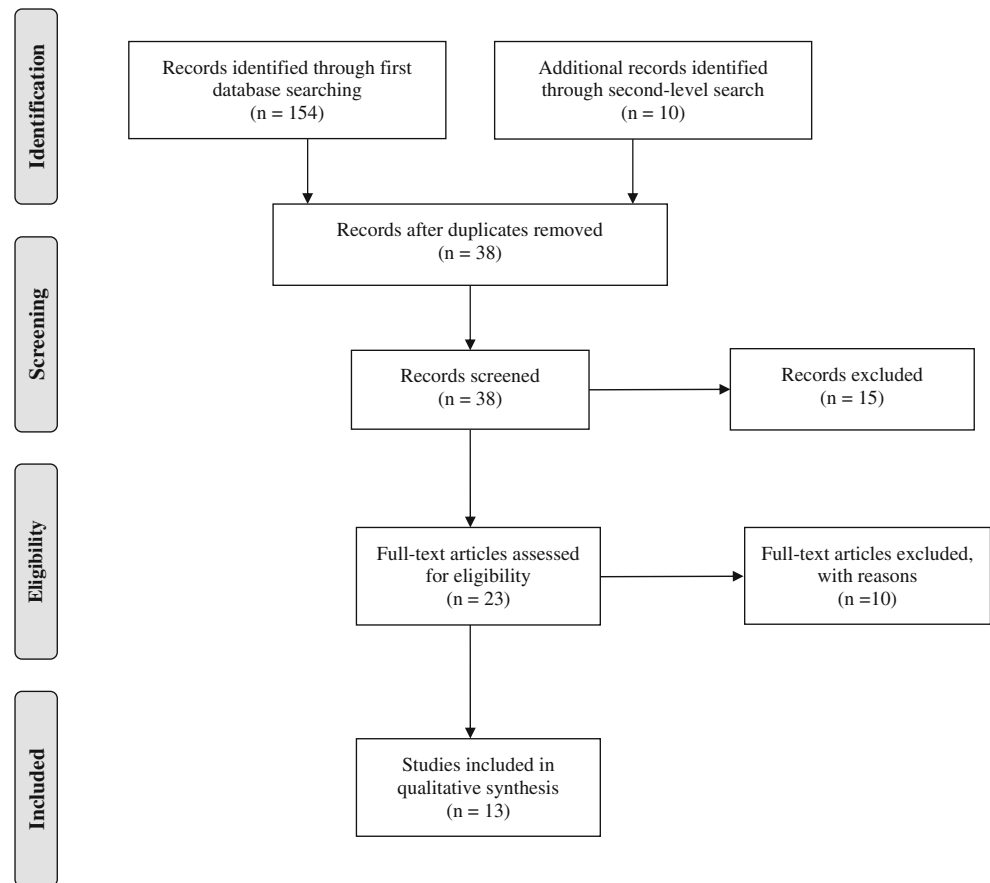 Identification
Records identified through first
database searching
(n = 154)
Additional records identified
through second-level search
(n = 10)
Records after duplicates removed
(n = 38)
Screening
Records screened
(n = 38)
Records excluded
(n = 15)
Eligibility
Full-text articles assessed
for eligibility
(n = 23)
Full-text articles excluded,
with reasons
(n =10)
Included
Studies included in
qualitative synthesis
(n = 13)